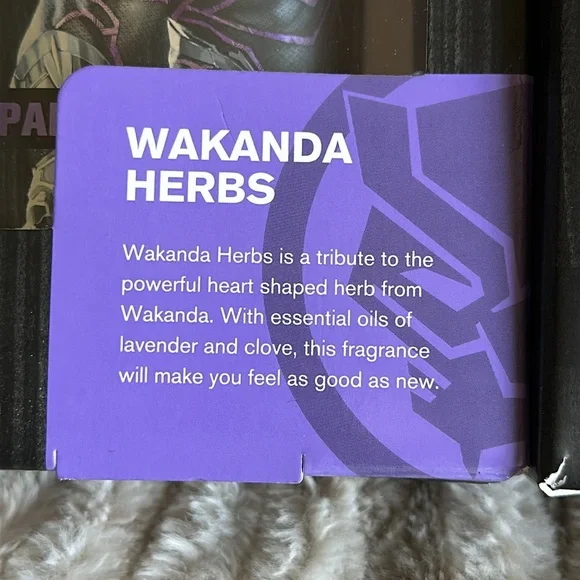 PA
WAKANDA
HERBS
Wakanda Herbs is a tribute to the
powerful heart shaped herb from
Wakanda. With essential oils of
lavender and clove, this fragrance
will make you feel as good as new.